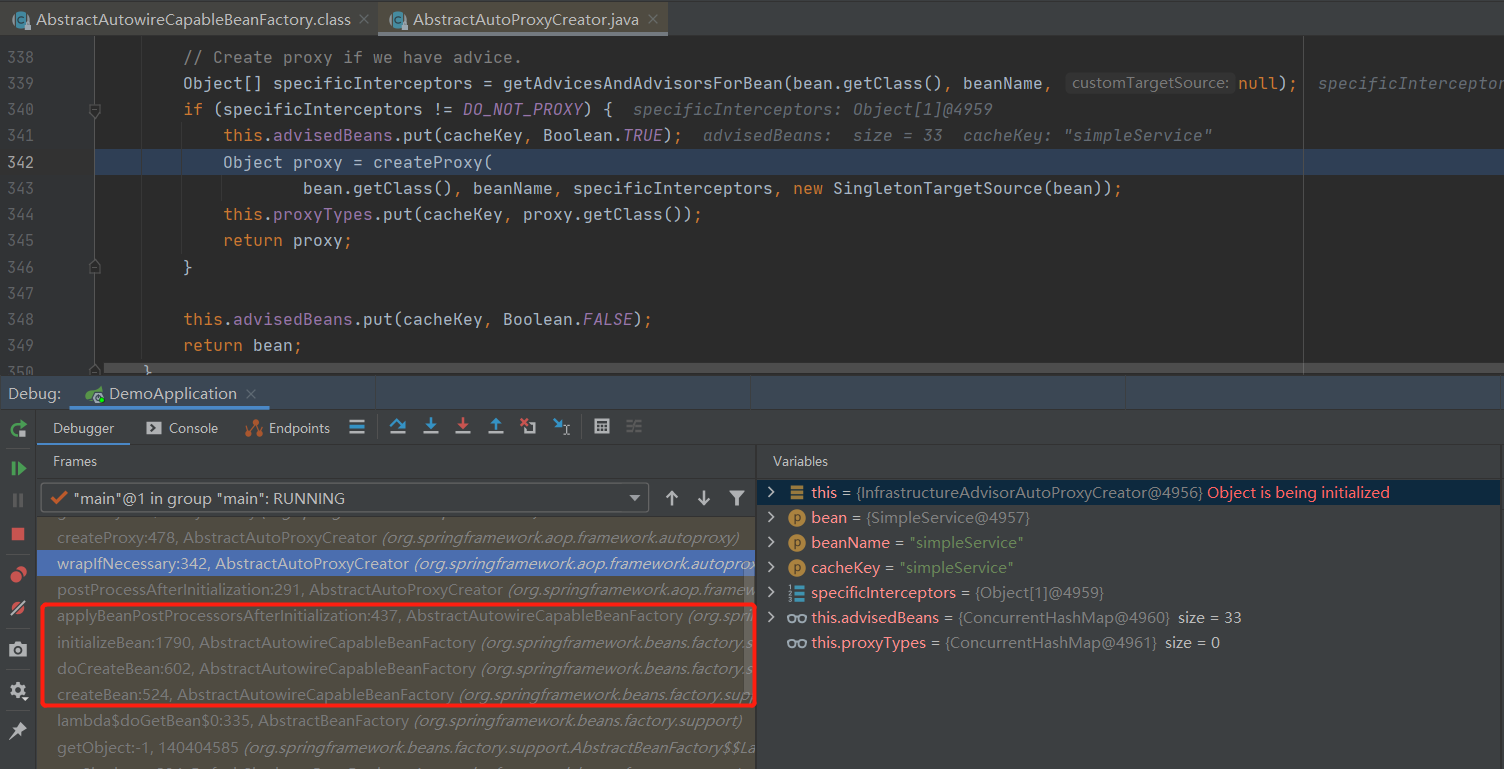 AbstractAutowireCapableBeanFactory.class AbstractAutoProxyCreator.java
338 // Create proxy if we have advice.
339 Object[] specificInterceptors = getAdvicesAndAdvisorsForBean(bean.getClass(), beanName, customTargetSource: null); specificInterceptor
340 if (specificInterceptors != DO_NOT_PROXY) { specificInterceptors: Object[1]@4959
341 this.advisedBeans.put(cacheKey, Boolean.TRUE); advisedBeans: size = 33 cacheKey: "simpleService"
342 Object proxy = createProxy(
343 bean.getClass(), beanName, specificInterceptors, new SingletonTargetSource(bean));
344 this.proxyTypes.put(cacheKey, proxy.getClass());
345 return proxy;
346 }
347
348 this.advisedBeans.put(cacheKey, Boolean.FALSE);
349 return bean;
350 }
Debug: DemoApplication
Debugger Console Endpoints
Frames
"main"@1 in group "main": RUNNING
createProxy:478, AbstractAutoProxyCreator (org.springframework.aop.framework.autoproxy)
wrapIfNecessary:342, AbstractAutoProxyCreator (org.springframework.aop.framework.autoprox
postProcessAfterInitialization:291, AbstractAutoProxyCreator (org.springframework.aop.framew
applyBeanPostProcessorsAfterInitialization:437, AbstractAutowireCapableBeanFactory (org.spri
initializeBean:1790, AbstractAutowireCapableBeanFactory (org.springframework.beans.factory.s
doCreateBean:602, AbstractAutowireCapableBeanFactory (org.springframework.beans.factory.s
createBean:524, AbstractAutowireCapableBeanFactory (org.springframework.beans.factory.sup
lambda$doGetBean$0:335, AbstractBeanFactory (org.springframework.beans.factory.support)
getObject:-1, 140404585 (org.springframework.beans.factory.support.AbstractBeanFactory$$La
Variables
this = {InfrastructureAdvisorAutoProxyCreator@4956} Object is being initialized
bean = {SimpleService@4957}
beanName = "simpleService"
cacheKey = "simpleService"
specificInterceptors = {Object[1]@4959}
this.advisedBeans = {ConcurrentHashMap@4960} size = 33
this.proxyTypes = {ConcurrentHashMap@4961} size = 0